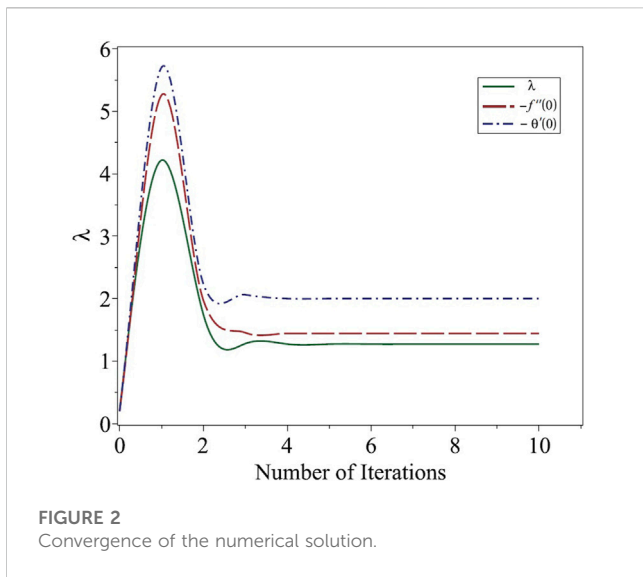 6
5
4
3
2
1
0
λ
0
2
4
6
8
10
Number of Iterations
λ
−f''(0)
− θ'(0)
FIGURE 2
Convergence of the numerical solution.